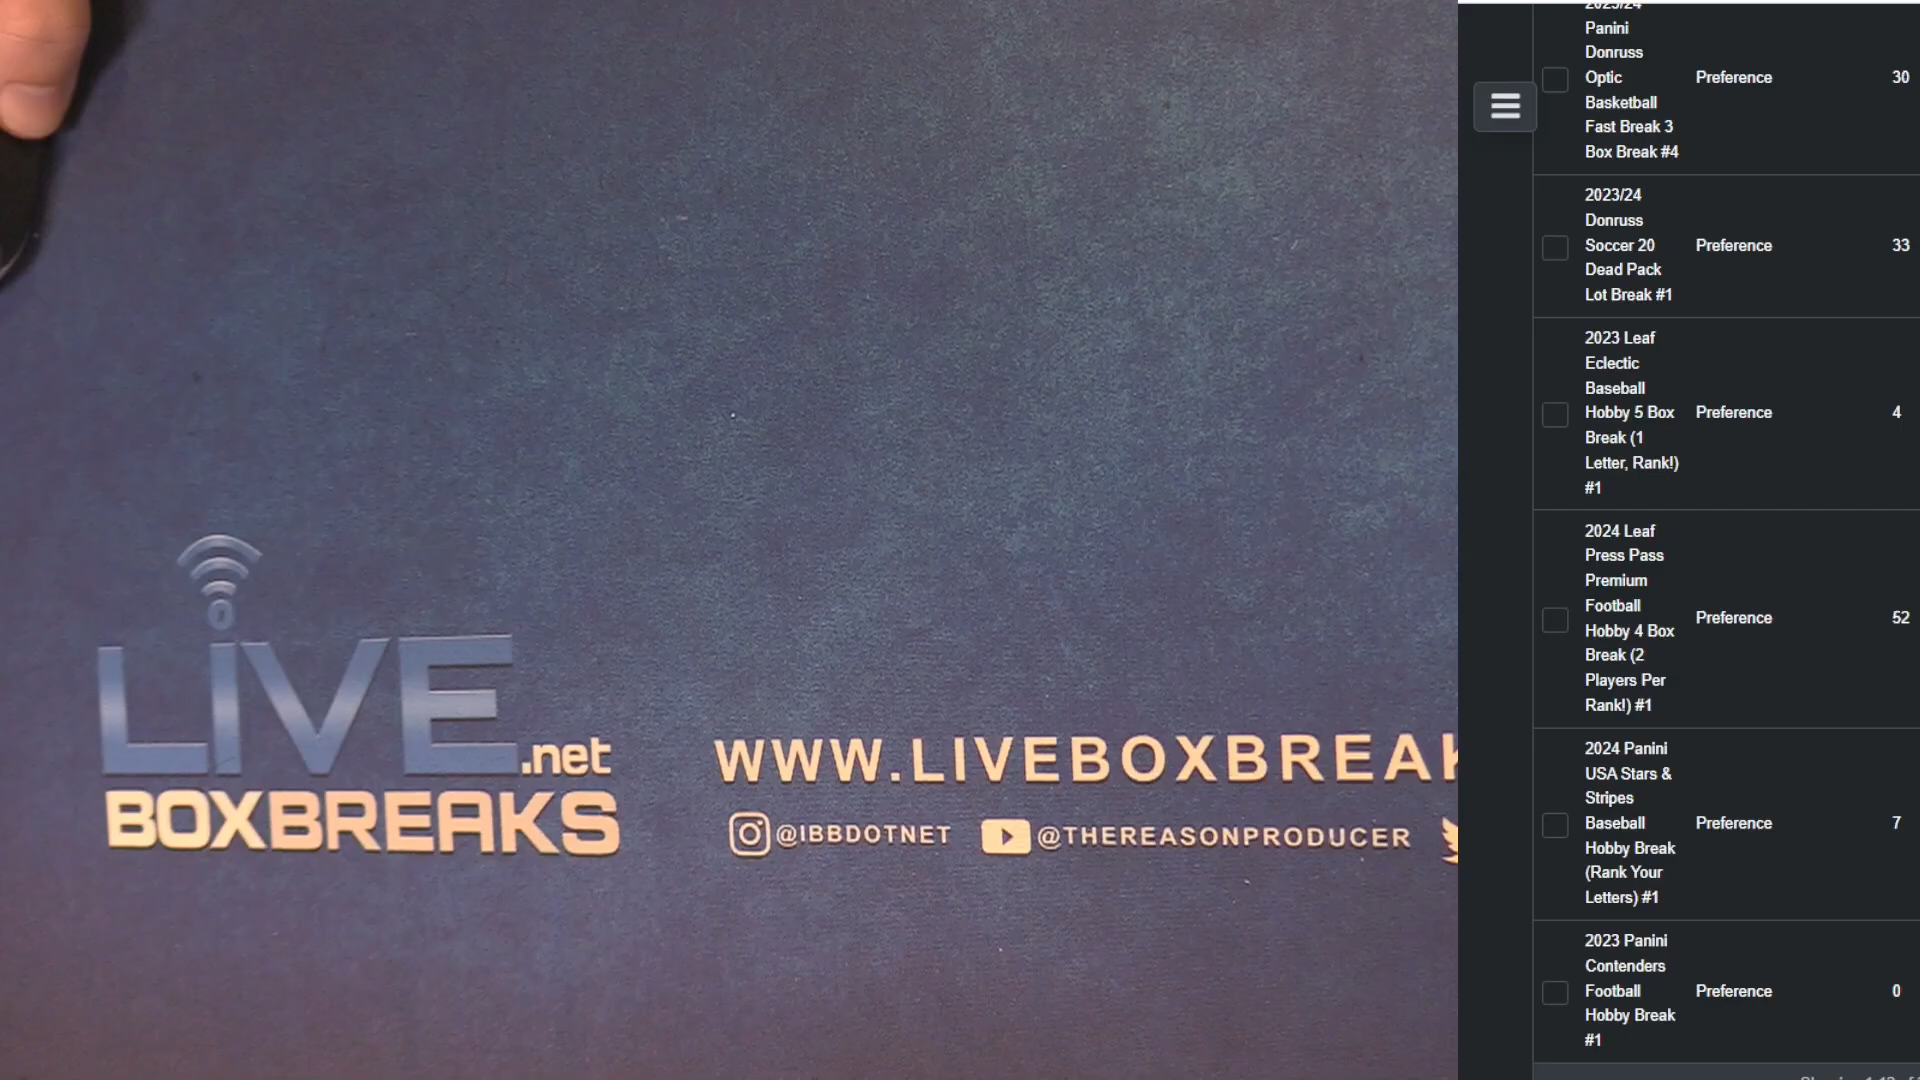 LIVE.net
BOXBREAKS
WWW.LIVEBOXBREAK
@IBBDOTNET @THEREASONPRODUCER
2023/24
Panini
Donruss
Optic
Basketball
Fast Break 3
Box Break #4
Preference
30
2023/24
Donruss
Soccer 20
Dead Pack
Lot Break #1
Preference
33
2023 Leaf
Eclectic
Baseball
Hobby 5 Box
Break (1
Letter, Rank!)
#1
Preference
4
2024 Leaf
Press Pass
Premium
Football
Hobby 4 Box
Break (2
Players Per
Rank!) #1
Preference
52
2024 Panini
USA Stars &
Stripes
Baseball
Hobby Break
(Rank Your
Letters) #1
Preference
7
2023 Panini
Contenders
Football
Hobby Break
#1
Preference
0